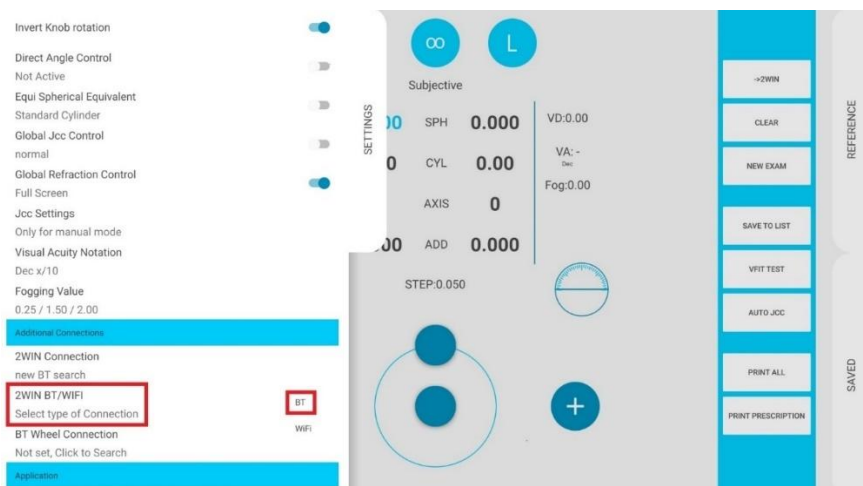 Invert Knob rotation
Direct Angle Control
Not Active
Equi Spherical Equivalent
Standard Cylinder
Global Jcc Control
normal
Global Refraction Control
Full Screen
Jcc Settings
Only for manual mode
Visual Acuity Notation
Dec x/10
Fogging Value
0.25 / 1.50 / 2.00
Additional Connections
2WIN Connection
new BT search
2WIN BT/WIFI
Select type of Connection
BT
WiFi
BT Wheel Connection
Not set, Click to Search
Application
SETTINGS
∞
L
Subjective
00 SPH 0.000
0 CYL 0.00
AXIS 0
00 ADD 0.000
VD:0.00
VA: -
Dec
Fog:0.00
STEP:0.050
+
->2WIN
CLEAR
NEW EXAM
SAVE TO LIST
VFIT TEST
AUTO JCC
PRINT ALL
PRINT PRESCRIPTION
REFERENCE
SAVED